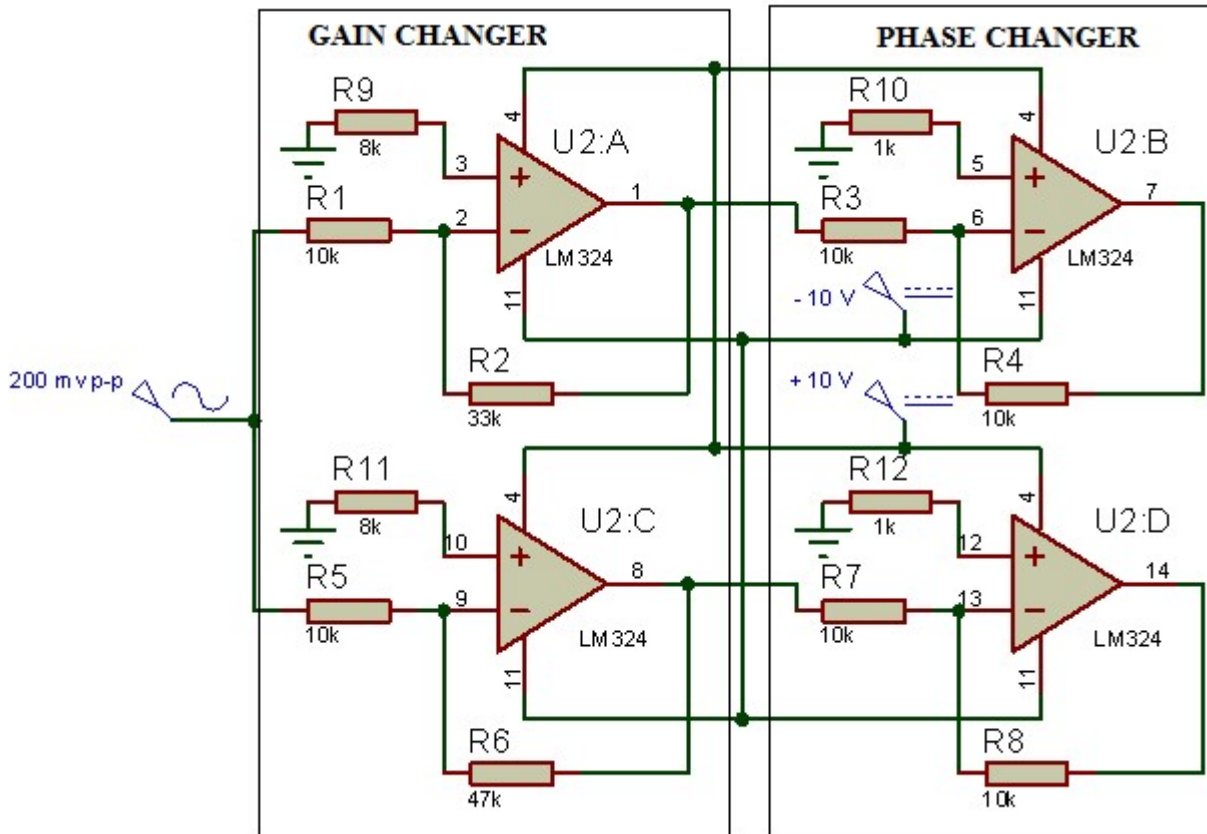 GAIN CHANGER
PHASE CHANGER
R9
8k
4
3
U2:A
1
R1
10k
2
LM324
11
R2
33k
R10
1k
4
5
U2:B
7
R3
10k
6
LM324
11
- 10 V
R4
10k
+ 10 V
200 mv p-p
R11
8k
4
10
U2:C
8
R5
10k
9
LM324
11
R6
47k
R12
1k
4
12
U2:D
14
R7
10k
13
LM324
11
R8
10k